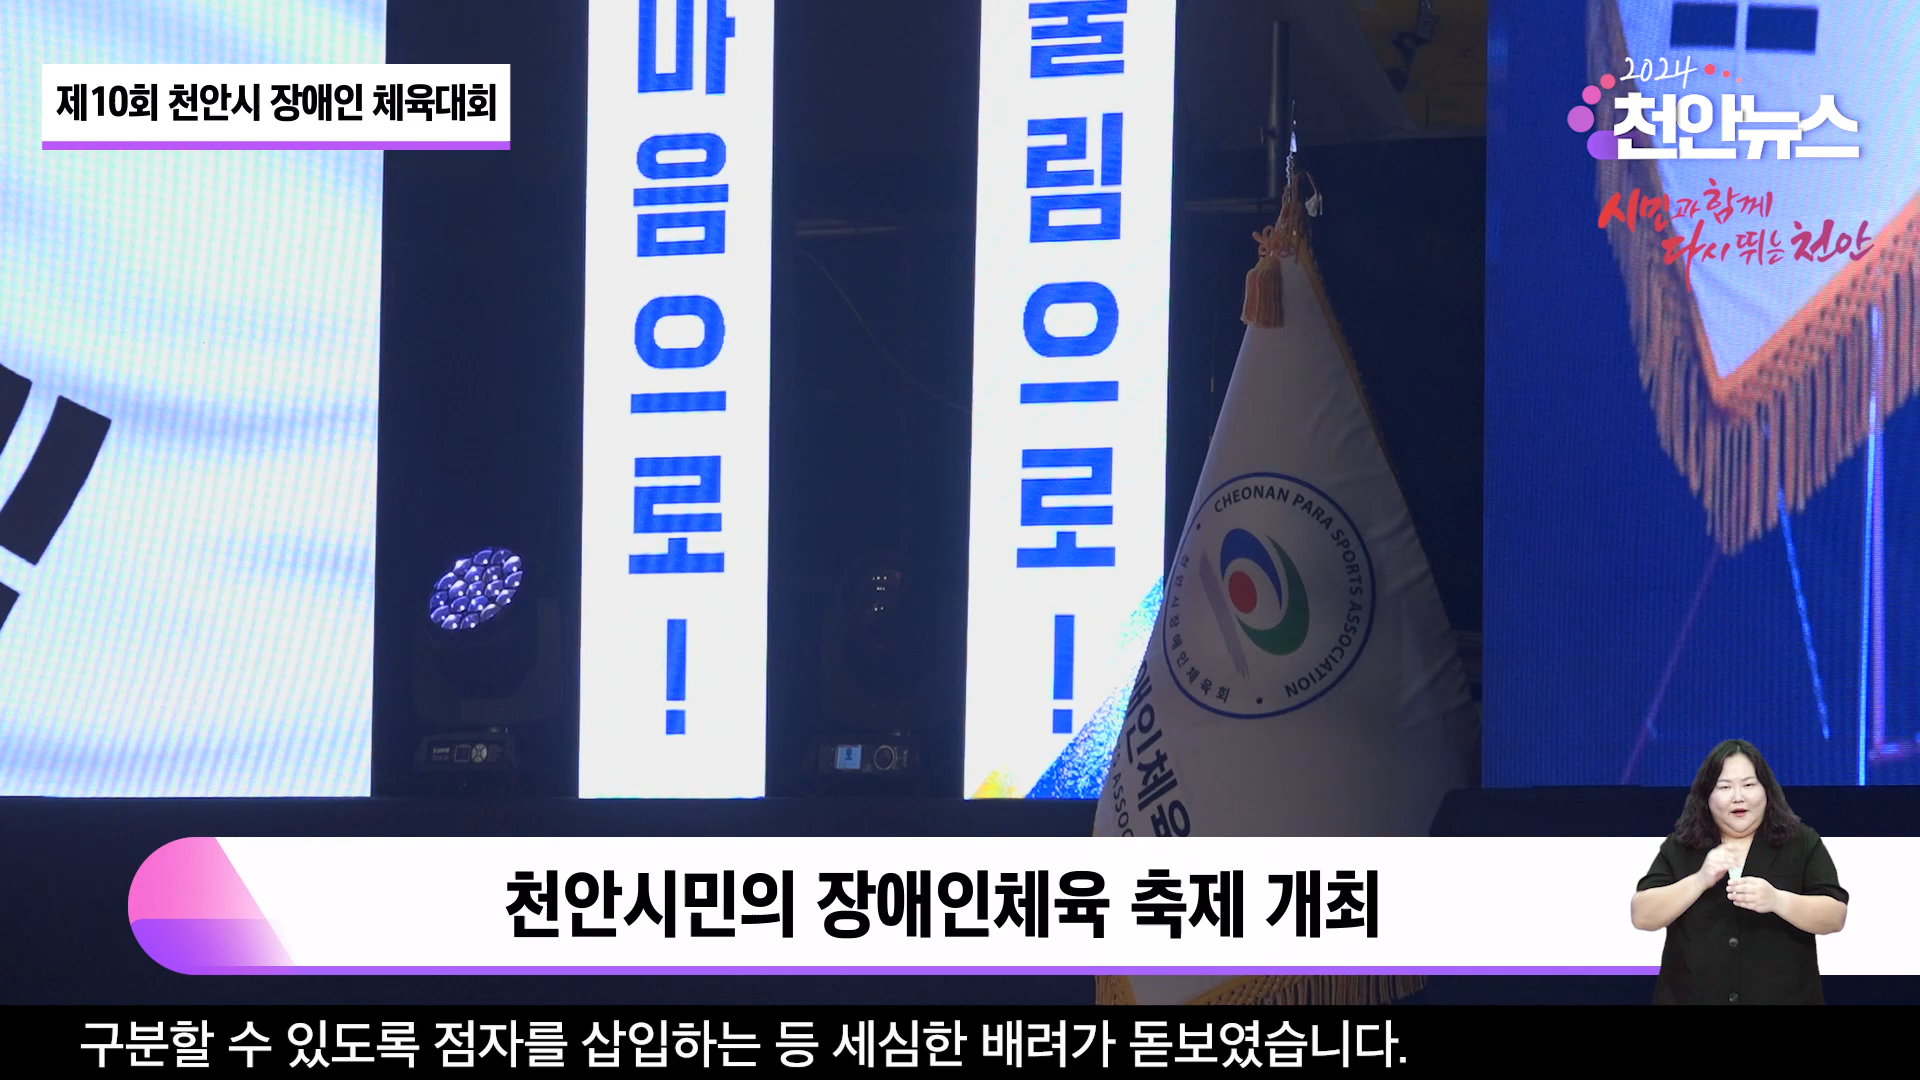 제10회 천안시 장애인 체육대회
2024
천안뉴스
시민과 함께
다시 뛰는 천안
마음으로!
울림으로!
CHEONAN PARA SPORTS ASSOCIATION
천안시장애인체육회
애인체육
천안시민의 장애인체육 축제 개최
구분할 수 있도록 점자를 삽입하는 등 세심한 배려가 돋보였습니다.